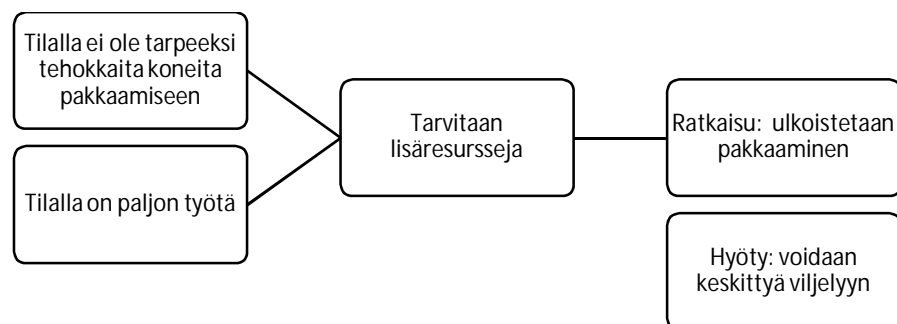 Tilalla ei ole tarpeeksi
tehokkaita koneita
pakkaamiseen
Tilalla on paljon työtä
Tarvitaan
lisäresursseja
Ratkaisu: ulkoistetaan
pakkaaminen
Hyöty: voidaan
keskittyä viljelyyn